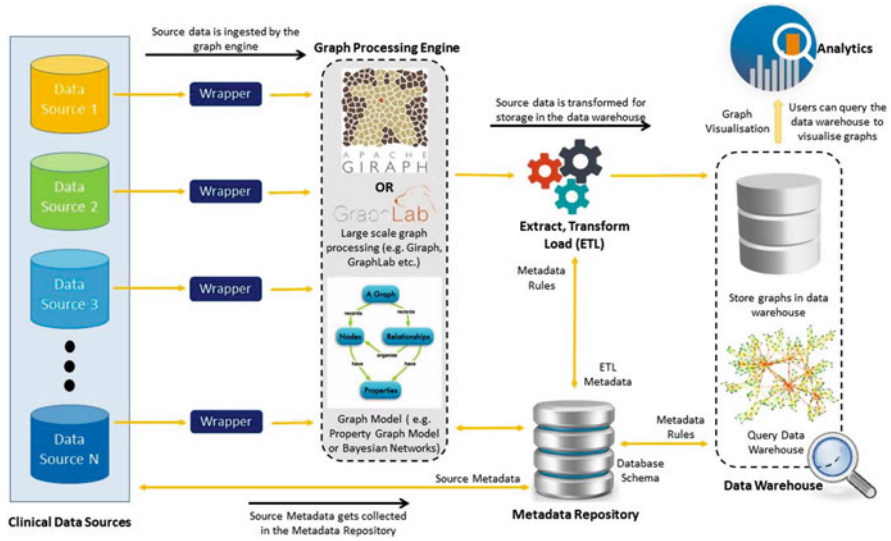 Source data is ingested by the
graph engine
Data
Source 1
Data
Source 2
Data
Source 3
Data
Source N
Clinical Data Sources
Wrapper
Wrapper
Wrapper
Wrapper
Graph Processing Engine
APACHE
GIRAPH
OR
GraphLab
Large scale graph
processing (e.g. Giraph,
GraphLab etc.)
A Graph
records
records
Nodes
Relationships
organize
have
have
Properties
Graph Model ( e.g.
Property Graph Model
or Bayesian Networks)
Source data is transformed for
storage in the data warehouse
Extract, Transform
Load (ETL)
Metadata
Rules
ETL
Metadata
Source Metadata
Source Metadata gets collected
in the Metadata Repository
Database
Schema
Metadata Repository
Metadata
Rules
Analytics
Graph
Visualisation
Users can query the
data warehouse to
visualise graphs
Store graphs in data
warehouse
Query Data
Warehouse
Data Warehouse